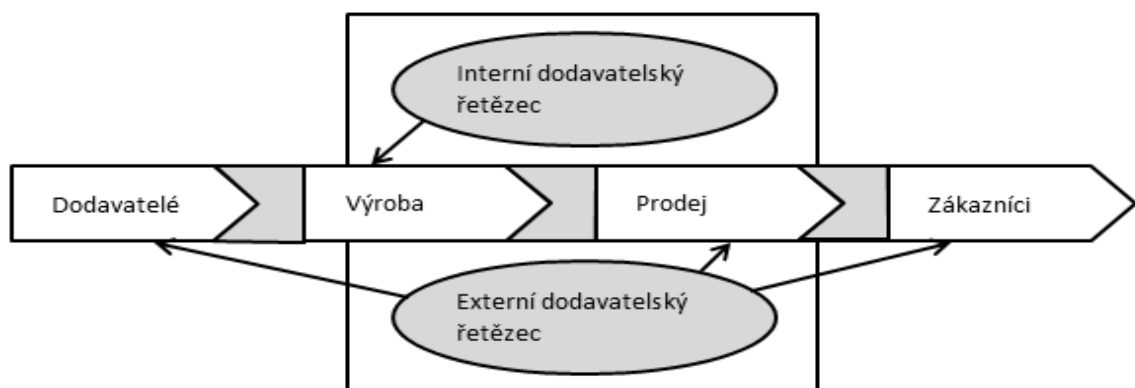 Interní dodavatelský
řetězec
Dodavatelé
Výroba
Prodej
Zákazníci
Externí dodavatelský
řetězec